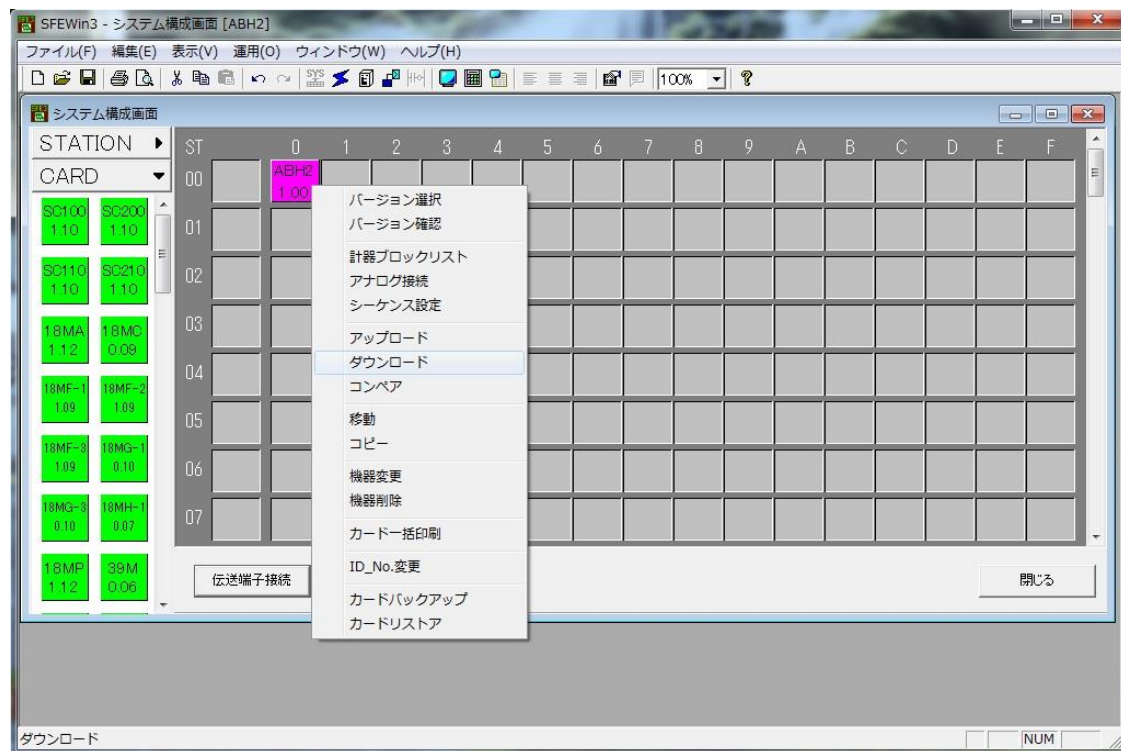 SFEWin3 - システム構成画面 [ABH2]
ファイル(F) 編集(E) 表示(V) 運用(O) ウィンドウ(W) ヘルプ(H)
SYS 100%
システム構成画面
STATION
CARD
ST 0 1 2 3 4 5 6 7 8 9 A B C D E F
00 ABH2 1.00
01
02
03
04
05
06
07
SC100 SC200
1.10 1.10
SC110 SC210
1.10 1.10
18MA 18MC
1.12 0.09
18MF-1 18MF-2
1.09 1.09
18MF-3 18MG-1
1.09 0.10
18MG-3 18MH-1
0.10 0.07
18MP 39M
1.12 0.06
バージョン選択
バージョン確認
計器ブロックリスト
アナログ接続
シーケンス設定
アップロード
ダウンロード
コンペア
移動
コピー
機器変更
機器削除
カード一括印刷
ID_No.変更
カードバックアップ
カードリストア
伝送端子接続
閉じる
ダウンロード
NUM